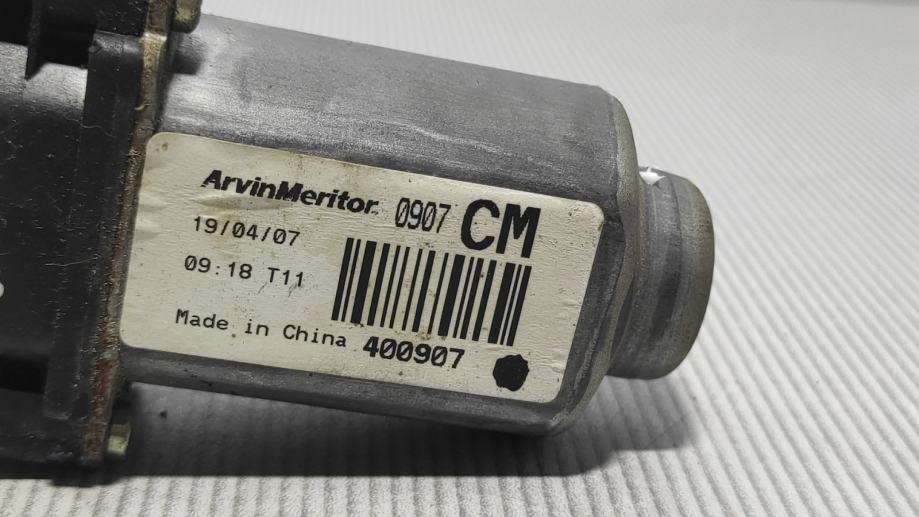 ArvinMeritor. 0907 CM
19/04/07
09:18 T11
Made in China 400907